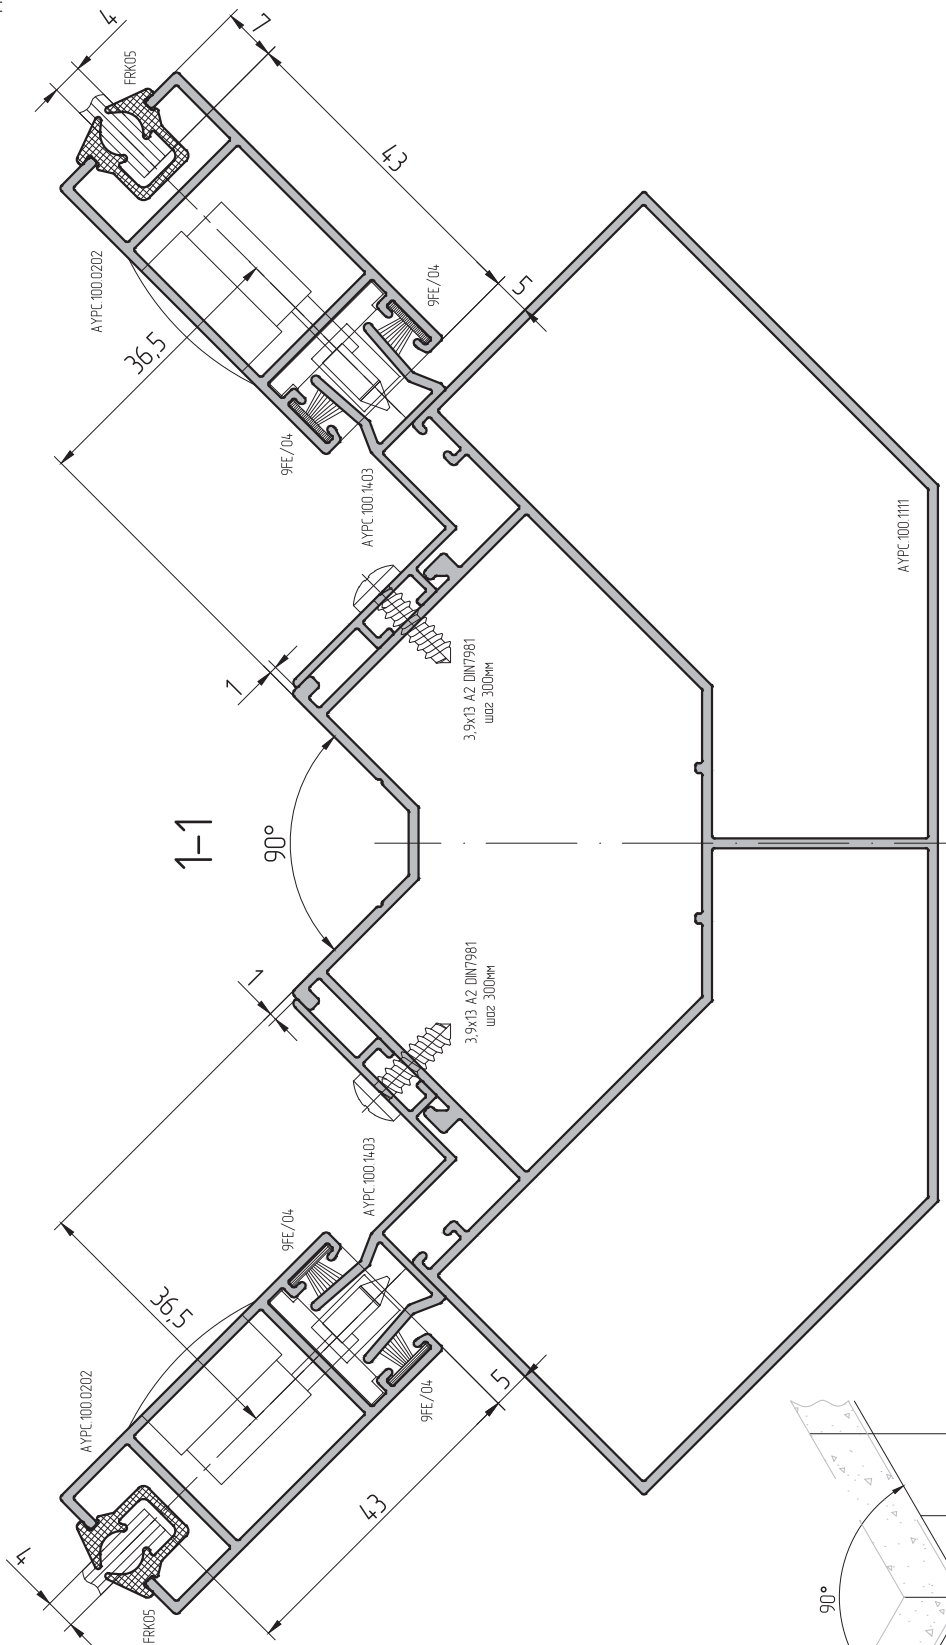 4
7
FRK05
43
AYPC.100.0202
36,5
5
9FE/04
9FE/04
AYPC.100.1403
AYPC.100.1111
3,9x13 A2 DIN7981
шаг 300мм
1
1-1
90°
1
3,9x13 A2 DIN7981
шаг 300мм
AYPC.100.1403
9FE/04
36,5
AYPC.100.0202
9FE/04
5
43
4
FRK05
90°